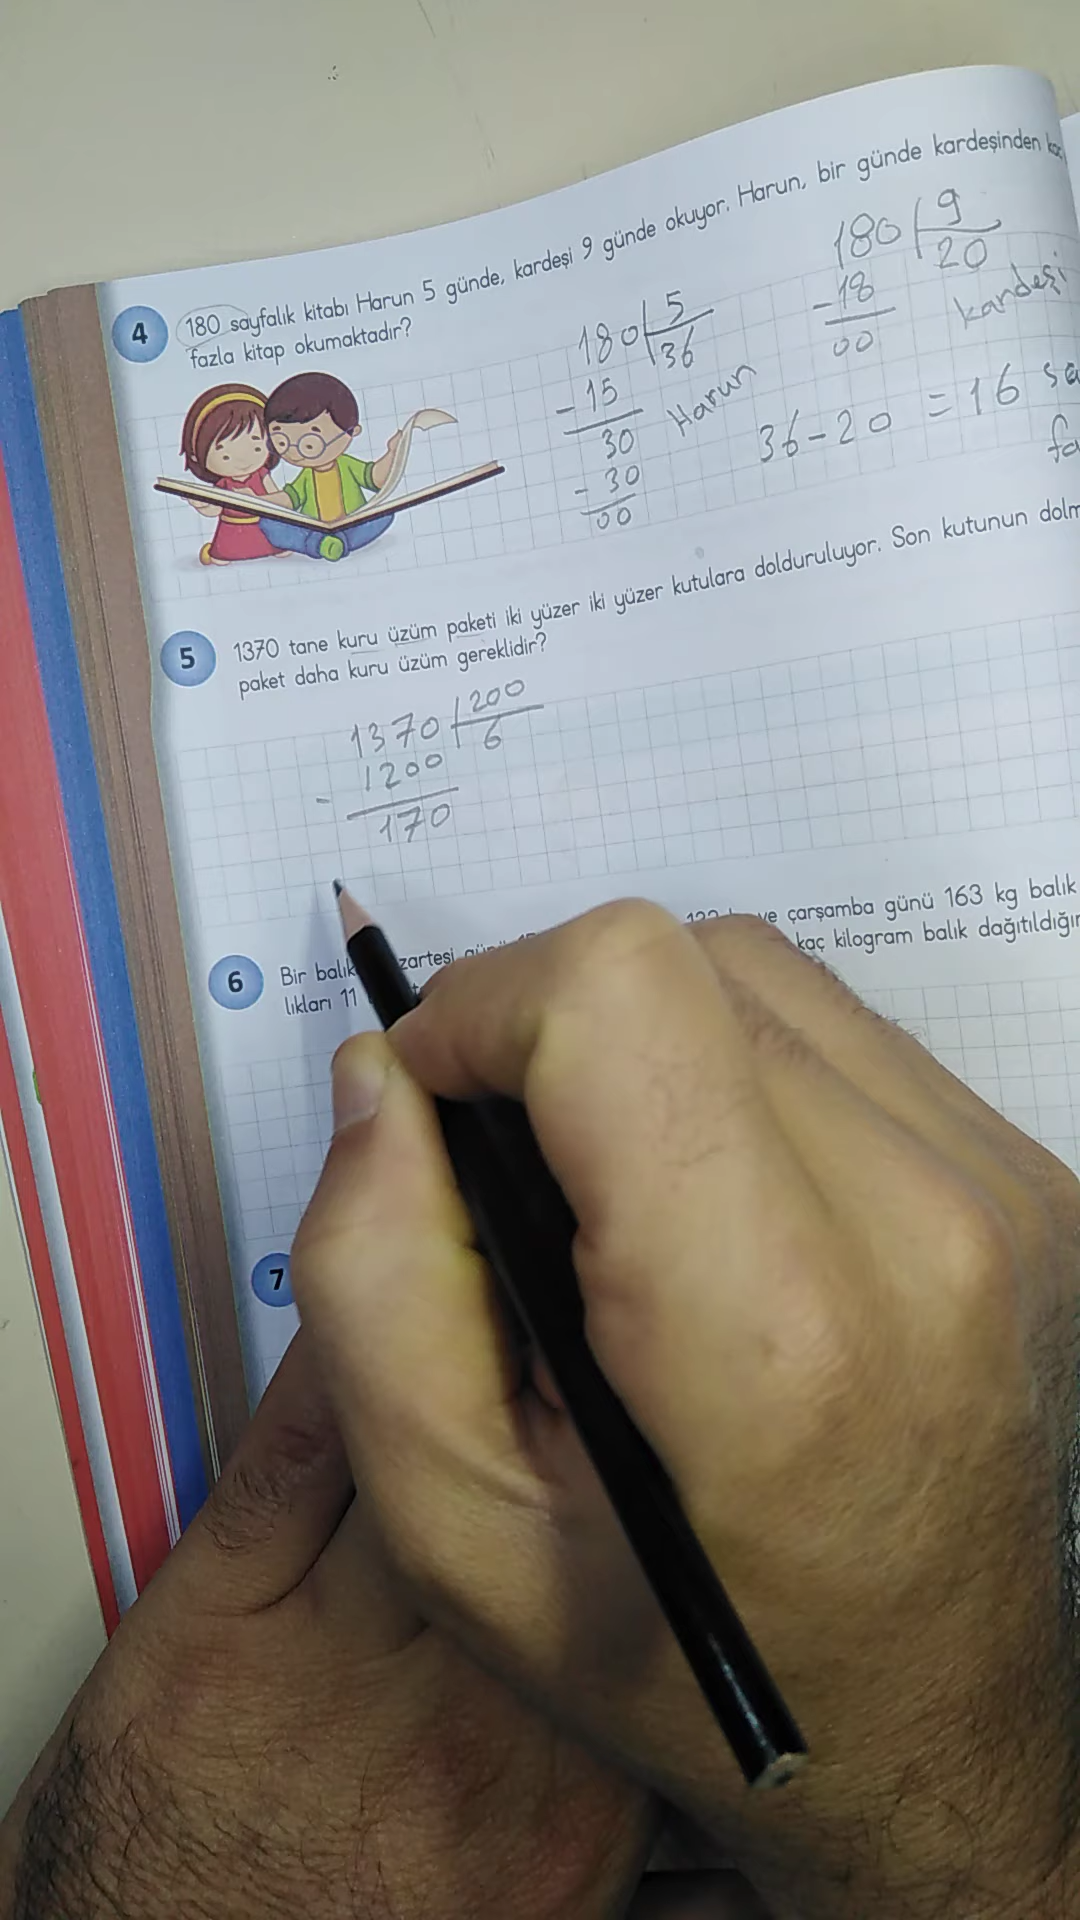 4
180 sayfalık kitabı Harun 5 günde, kardeşi 9 günde okuyor. Harun, bir günde kardeşinden
fazla kitap okumaktadır?
180 5
36
- 15
30
- 30
00
Harun
180 9
20
- 18
00
kardeşi
36 - 20 = 16
5
1370 tane kuru üzüm paketi iki yüzer iki yüzer kutulara dolduruluyor. Son kutunun
paket daha kuru üzüm gereklidir?
1370 200
6
- 1200
170
6
Bir ve çarşamba günü 163 kg balık
lıkları 11 kaç kilogram balık
7